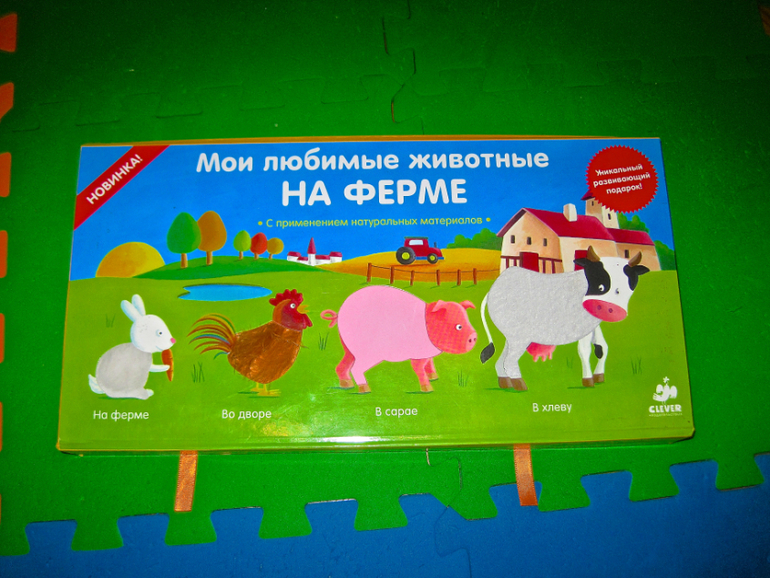 НОВИНКА!
Мои любимые животные
НА ФЕРМЕ
• С применением натуральных материалов •
Уникальный
развивающий
подарок!
На ферме
Во дворе
В сарае
В хлеву
CLEVER